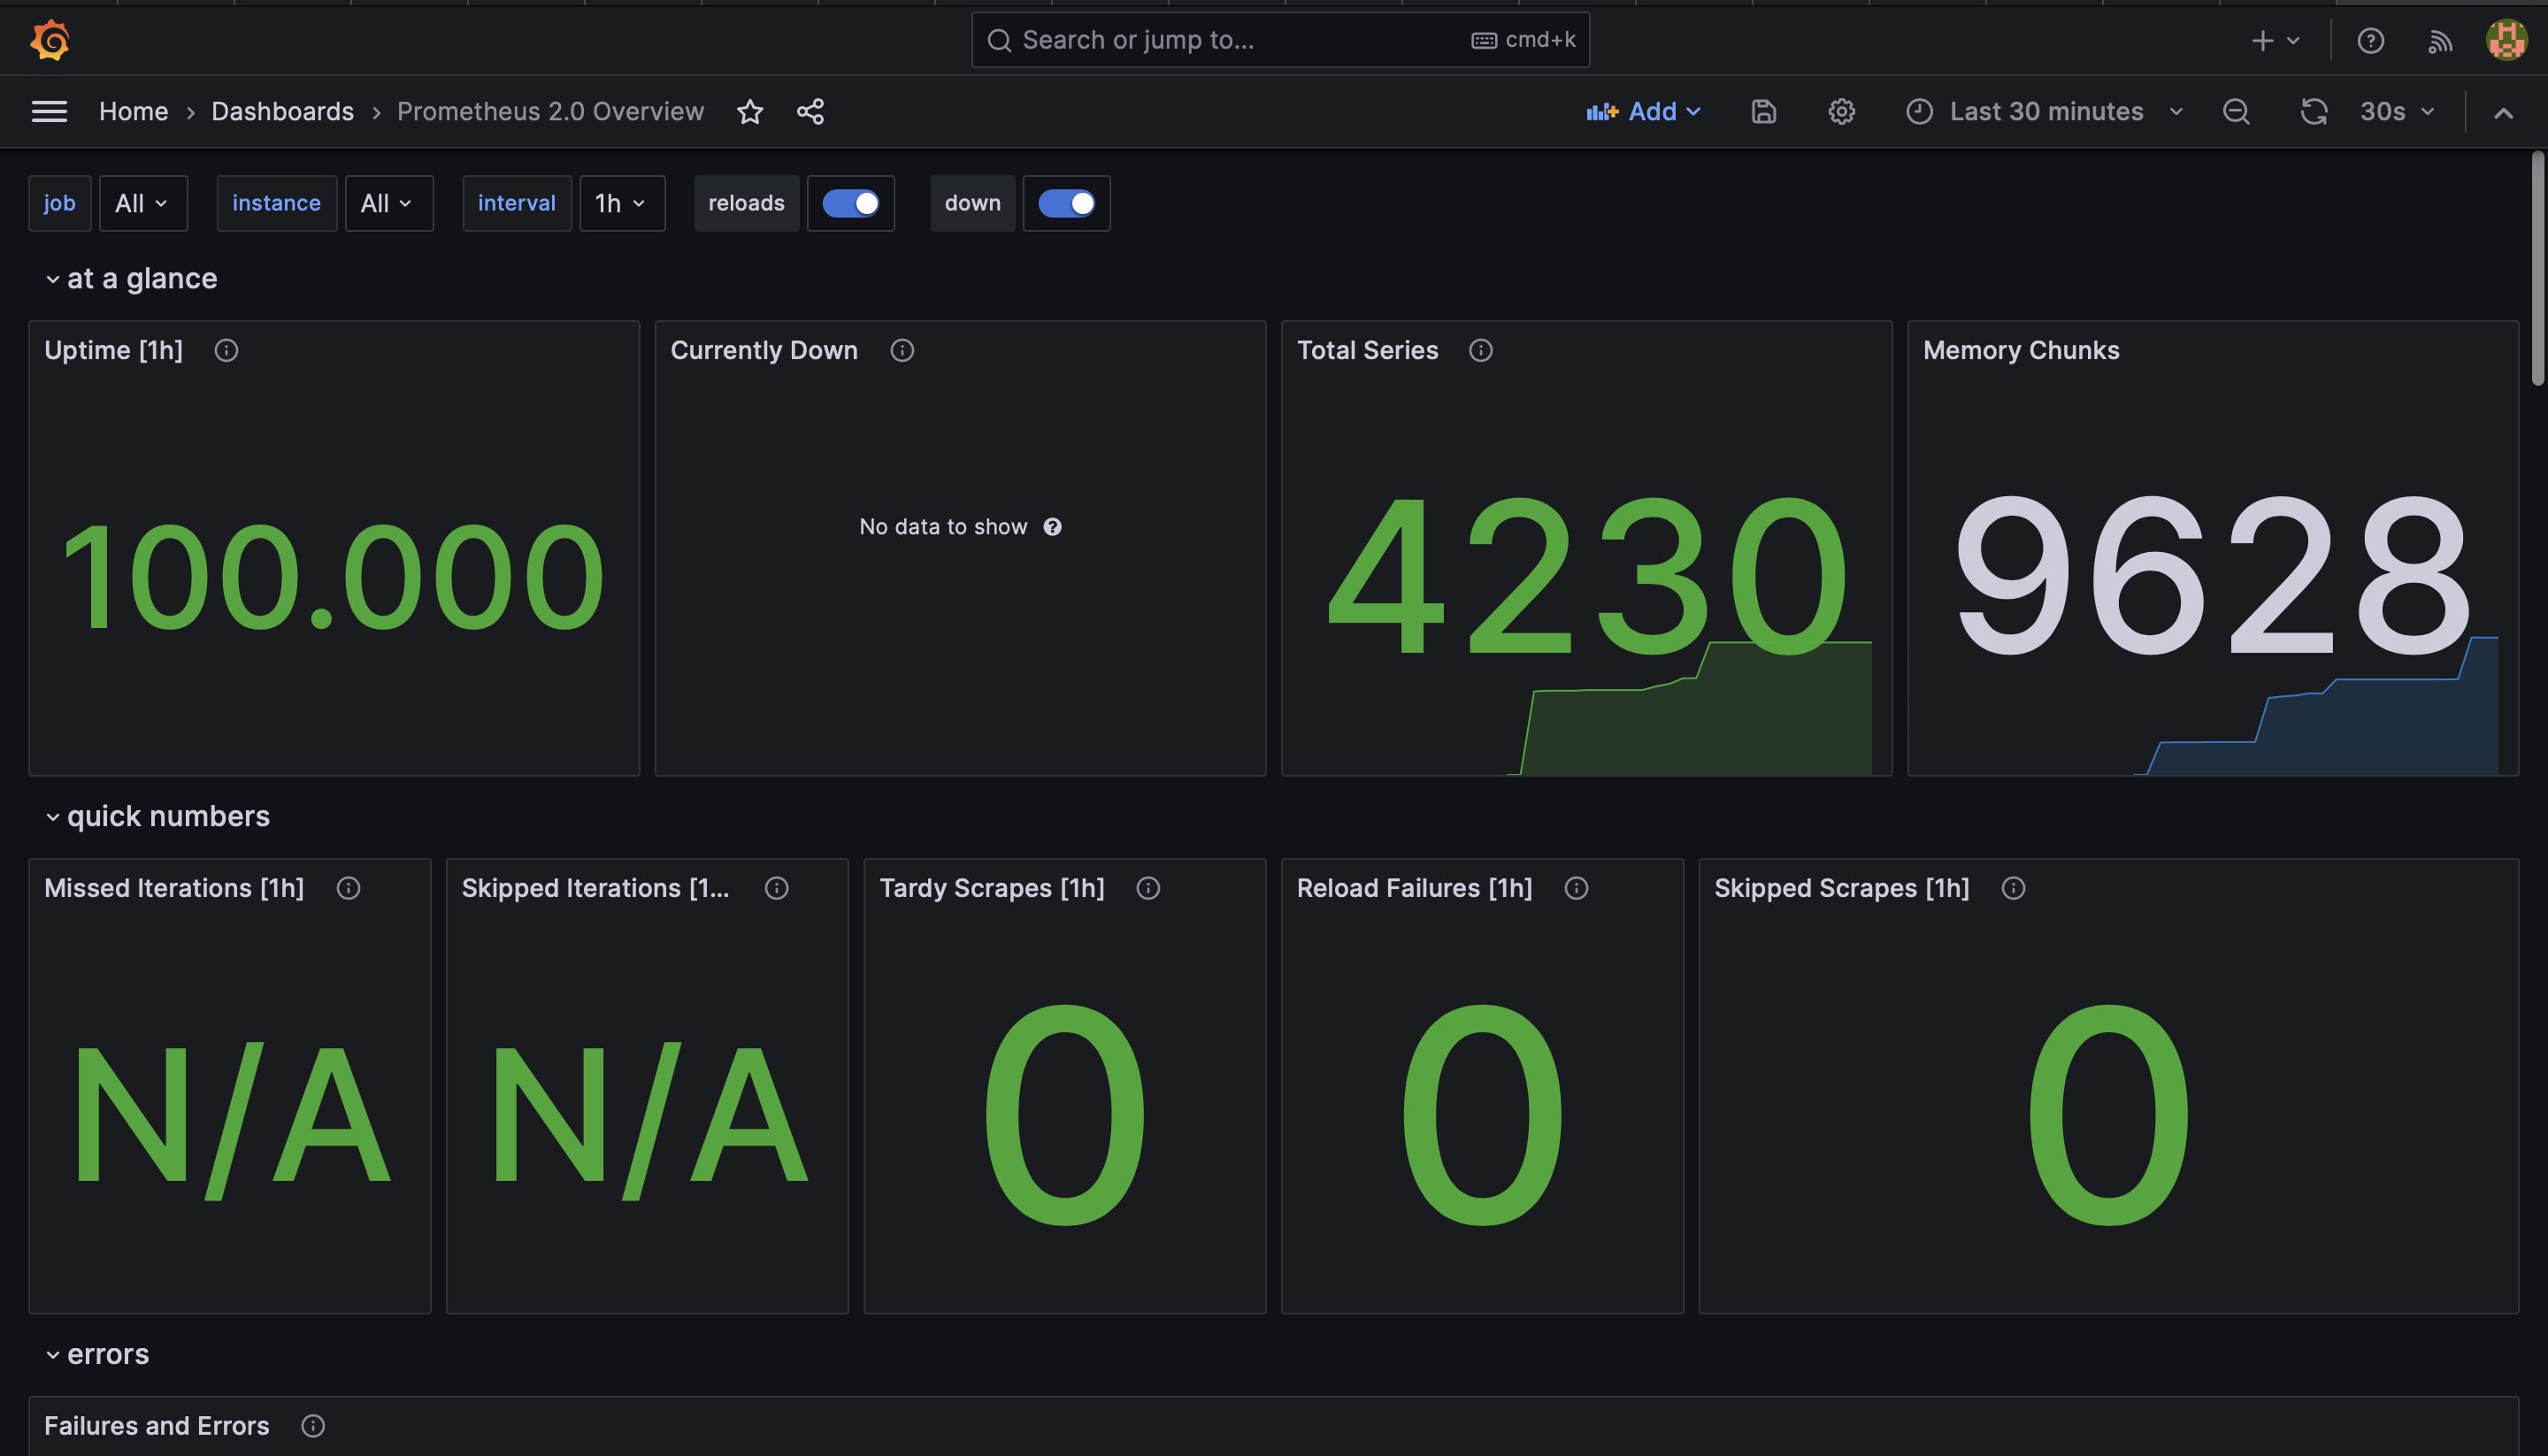 Search or jump to...
cmd+k
Home › Dashboards › Prometheus 2.0 Overview
Add
Last 30 minutes
30s
job All instance All interval 1h reloads down
at a glance
Uptime [1h]
100.000
Currently Down
No data to show
Total Series
4230
Memory Chunks
9628
quick numbers
Missed Iterations [1h]
N/A
Skipped Iterations [1...
N/A
Tardy Scrapes [1h]
0
Reload Failures [1h]
0
Skipped Scrapes [1h]
0
errors
Failures and Errors